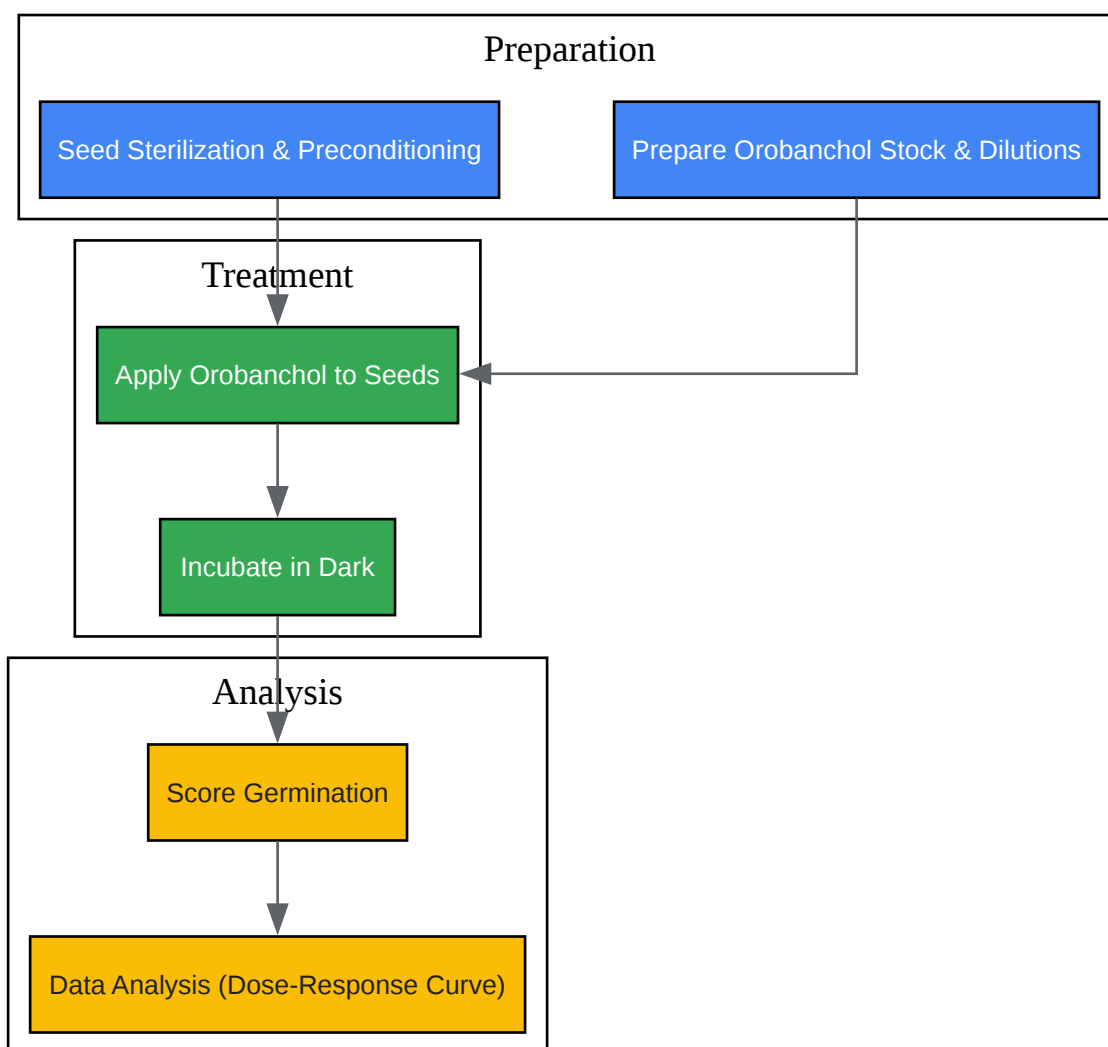 Preparation
Seed Sterilization & Preconditioning
Prepare Orobanchol Stock & Dilutions
Treatment
Apply Orobanchol to Seeds
Incubate in Dark
Analysis
Score Germination
Data Analysis (Dose-Response Curve)